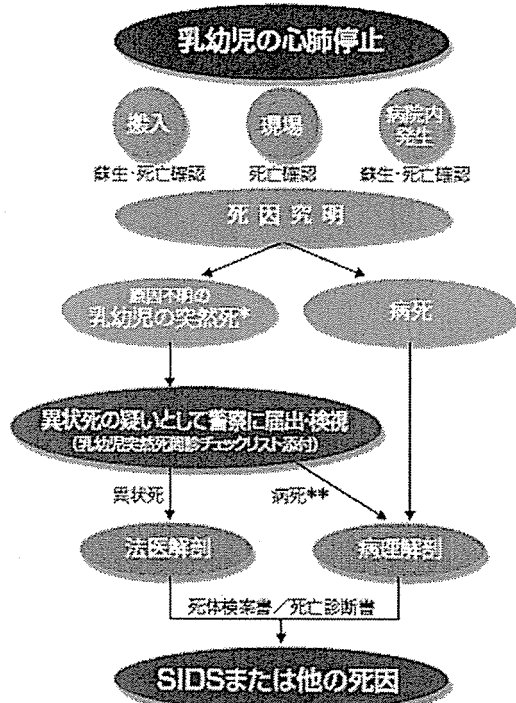 乳幼児の心肺停止
搬入
現場
病院内
発生
蘇生・死亡確認
死亡確認
蘇生・死亡確認
死因究明
原因不明の
乳幼児の突然死*
病死
異状死の疑いとして警察に届出・検視
(乳幼児突然死問診チェックリスト添付)
異状死
病死**
法医解剖
病理解剖
死体検案書/死亡診断書
SIDSまたは他の死因